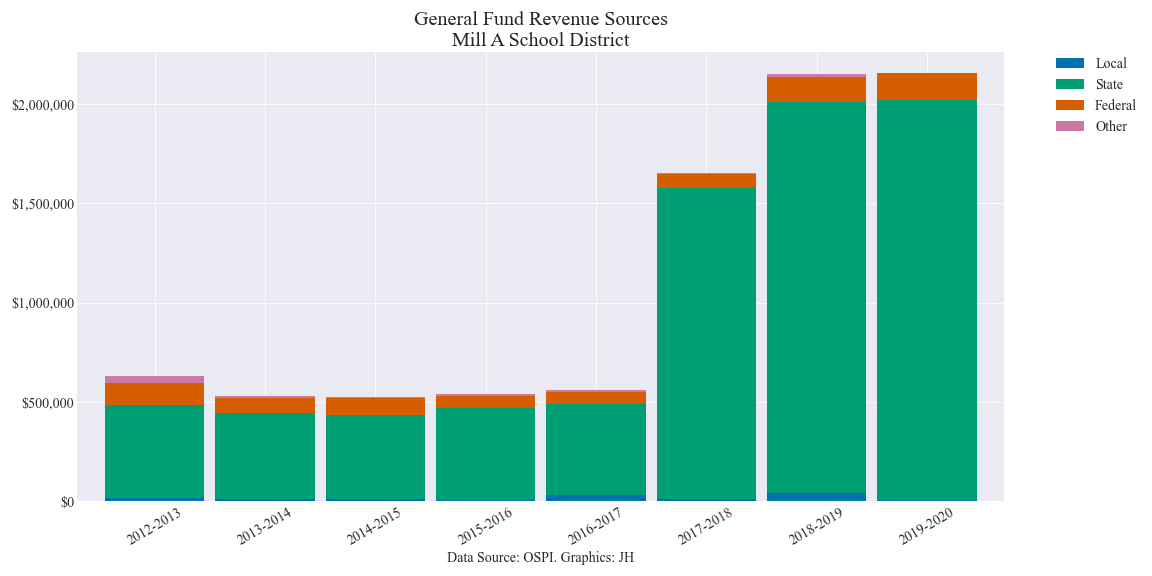 General Fund Revenue Sources
Mill A School District
Local
State
Federal
Other
$2,000,000
$1,500,000
$1,000,000
$500,000
$0
2012-2013
2013-2014
2014-2015
2015-2016
2016-2017
2017-2018
2018-2019
2019-2020
Data Source: OSPI. Graphics: JH